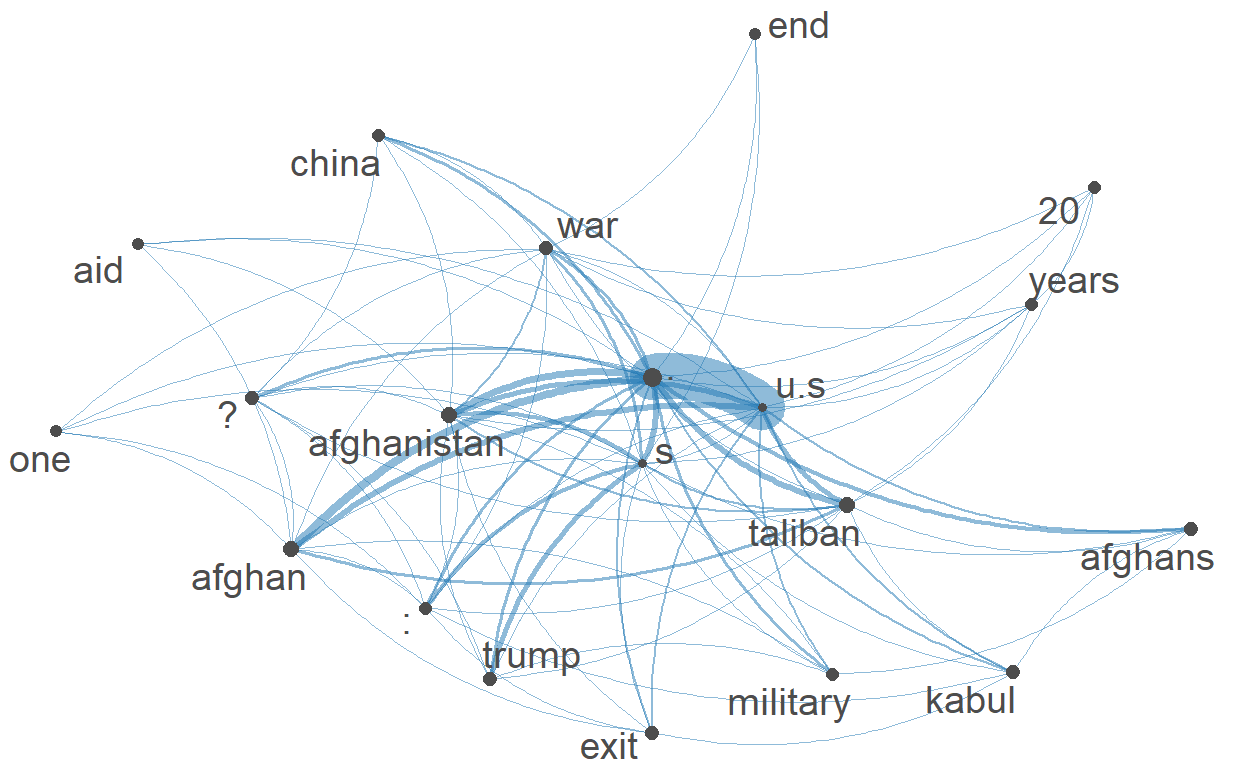 end
china
20
war
aid
years
.
u.s
?
afghanistan
s
one
taliban
afghans
afghan
:
trump
military
kabul
exit